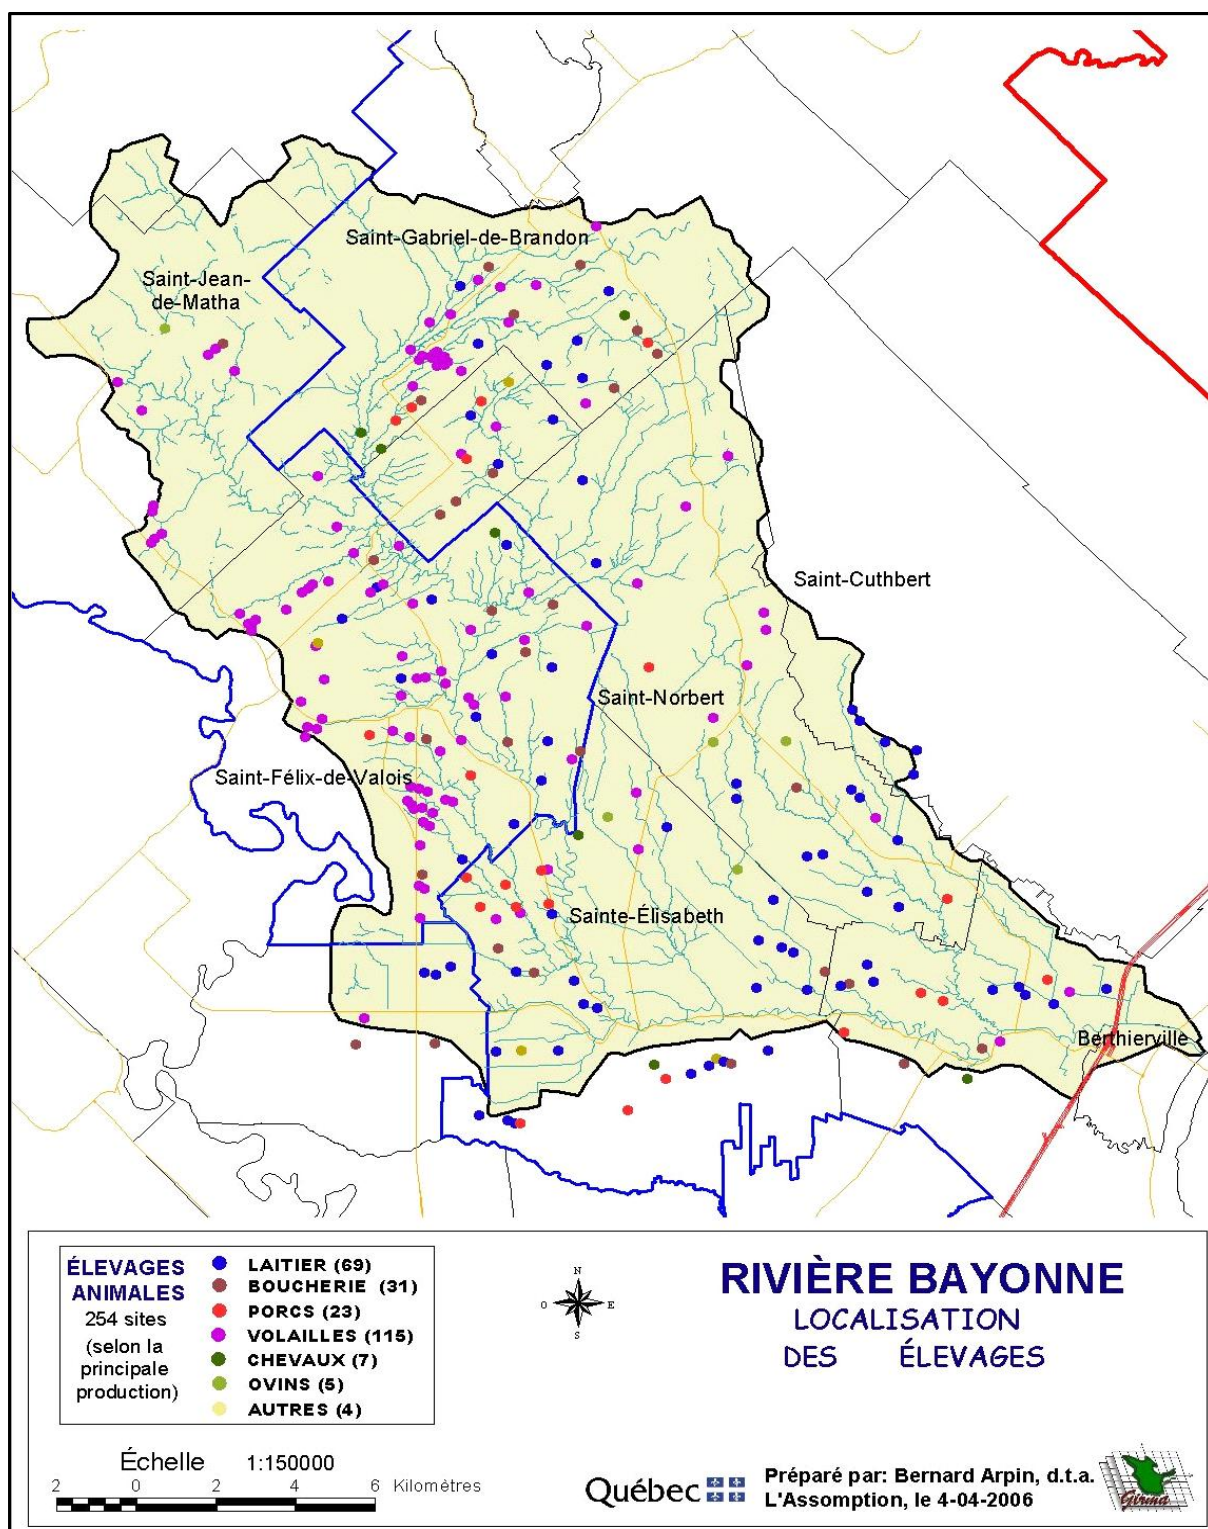 Saint-Gabriel-de-Brandon
Saint-Jean-
de-Matha
Saint-Cuthbert
Saint-Norbert
Saint-Félix-de-Valois
Sainte-Élisabeth
Berthierville
ÉLEVAGES
ANIMALES
254 sites
(selon la
principale
production)
LAITIER (69)
BOUCHERIE (31)
PORCS (23)
VOLAILLES (115)
CHEVAUX (7)
OVINS (5)
AUTRES (4)
N
O E
S
RIVIÈRE BAYONNE
LOCALISATION
DES ÉLEVAGES
Échelle 1:150000
2 0 2 4 6 Kilomètres
Québec
Préparé par: Bernard Arpin, d.t.a.
L'Assomption, le 4-04-2006
Girma